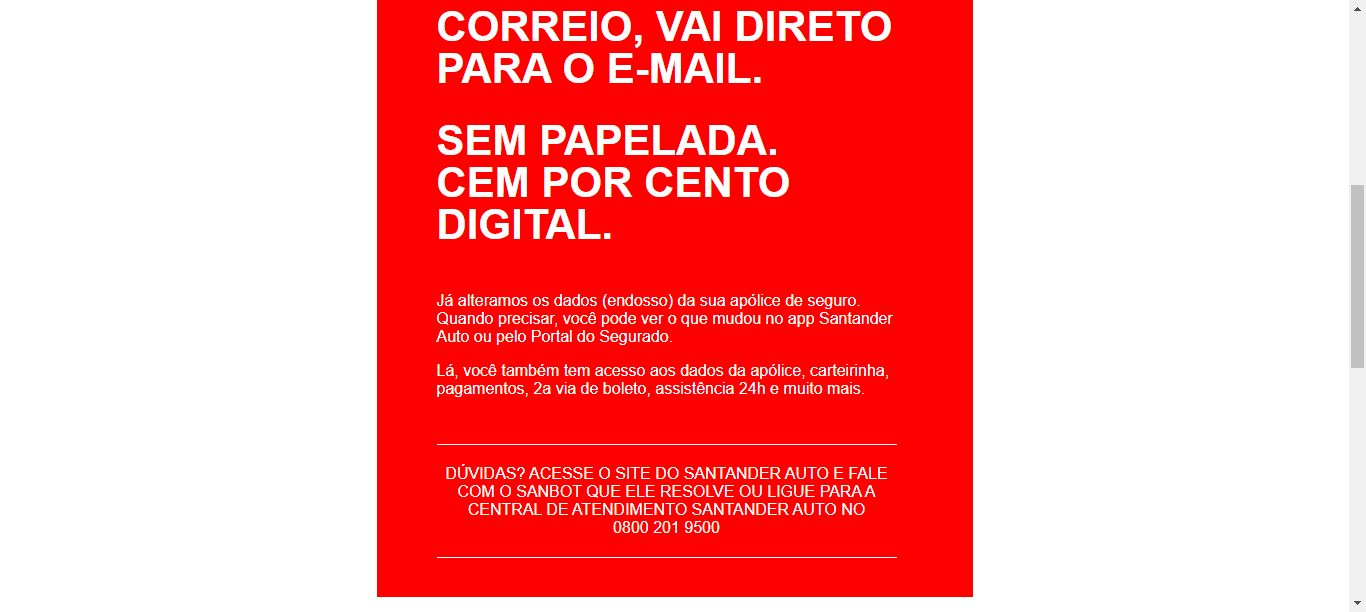 CORREIO, VAI DIRETO
PARA O E-MAIL.
SEM PAPELADA.
CEM POR CENTO
DIGITAL.
Já alteramos os dados (endosso) da sua apólice de seguro.
Quando precisar, você pode ver o que mudou no app Santander
Auto ou pelo Portal do Segurado.
Lá, você também tem acesso aos dados da apólice, carteirinha,
pagamentos, 2a via de boleto, assistência 24h e muito mais.
DÚVIDAS? ACESSE O SITE DO SANTANDER AUTO E FALE
COM O SANBOT QUE ELE RESOLVE OU LIGUE PARA A
CENTRAL DE ATENDIMENTO SANTANDER AUTO NO
0800 201 9500